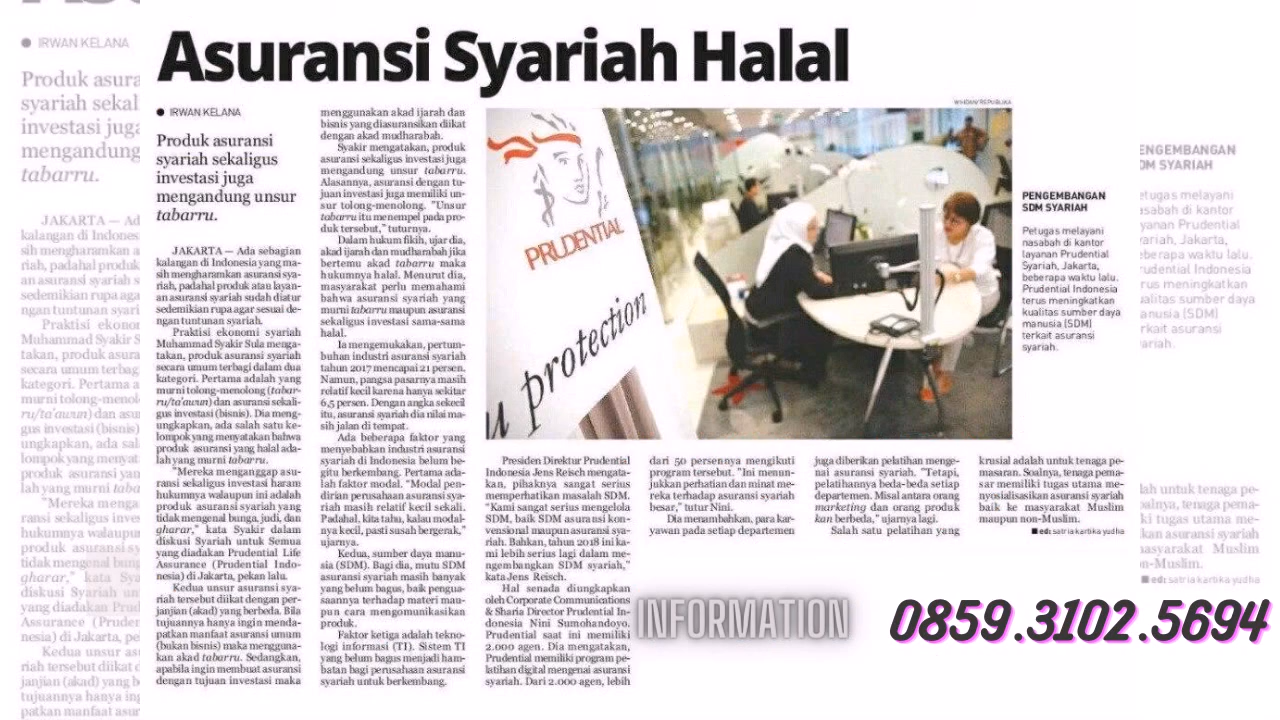 Asuransi Syariah Halal
IRWAN KELANA
Produk asuransi
syariah sekaligus
investasi juga
mengandung unsur
tabarru.
JAKARTA — Ada sebagian
kalangan di Indonesia yang ma-
sih mengharamkan asuransi sya-
riah, padahal produk atau layan-
an asuransi syariah sudah diatur
sedemikian rupa agar sesuai de-
ngan tuntunan syariah.
Praktisi ekonomi syariah
Muhammad Syakir Sula menga-
takan, produk asuransi syariah
secara umum terbagi dalam dua
kategori. Pertama adalah yang
murni tolong-menolong (tabar-
ru/ta'awun) dan asuransi sekali-
gus investasi (bisnis). Dia meng-
ungkapkan, ada salah satu ke-
lompok yang menyatakan bahwa
produk asuransi yang halal ada-
lah yang murni tabarru.
"Mereka menganggap asu-
ransi sekaligus investasi haram
hukumnya walaupun ini adalah
produk asuransi syariah yang
tidak mengenal bunga, judi, dan
gharar," kata Syakir dalam
diskusi Syariah untuk Semua
yang diadakan Prudential Life
Assurance (Prudential Indo-
nesia) di Jakarta, pekan lalu.
Kedua unsur asuransi sya-
riah tersebut diikat dengan per-
janjian (akad) yang berbeda. Bila
tujuannya hanya ingin menda-
patkan manfaat asuransi umum
(bukan bisnis) maka mengguna-
kan akad tabarru. Sedangkan,
apabila ingin membuat asuransi
dengan tujuan investasi maka
menggunakan akad ijarah dan
bisnis yang diasuransikan diikat
dengan akad mudharabah.
Syakir mengatakan, produk
asuransi sekaligus investasi juga
mengandung unsur tabarru.
Alasannya, asuransi dengan tu-
juan investasi juga memiliki un-
sur tolong-menolong. "Unsur
tabarru itu menempel pada pro-
duk tersebut," tuturnya.
Dalam hukum fikih, ujar dia,
akad ijarah dan mudharabah jika
bertemu akad tabarru maka
hukumnya halal. Menurut dia,
masyarakat perlu memahami
bahwa asuransi syariah yang
murni tabarru maupun asuransi
sekaligus investasi sama-sama
halal.
Ia mengemukakan, pertum-
buhan industri asuransi syariah
tahun 2017 mencapai 21 persen.
Namun, pangsa pasarnya masih
relatif kecil karena hanya sekitar
6,5 persen. Dengan angka sekecil
itu, asuransi syariah dia nilai ma-
sih jalan di tempat.
Ada beberapa faktor yang
menyebabkan industri asuransi
syariah di Indonesia belum be-
gitu berkembang. Pertama ada-
lah faktor modal. "Modal pen-
dirian perusahaan asuransi sya-
riah masih relatif kecil sekali.
Padahal, kita tahu, kalau modal-
nya kecil, pasti susah bergerak,"
ujarnya.
Kedua, sumber daya manu-
sia (SDM). Bagi dia, mutu SDM
asuransi syariah masih banyak
yang belum bagus, baik pengua-
saannya terhadap materi mau-
pun cara mengomunikasikan
produk.
Faktor ketiga adalah tekno-
logi informasi (TI). Sistem TI
yang belum bagus menjadi ham-
batan bagi perusahaan asuransi
syariah untuk berkembang.
WIHDAN/REPUBLIKA
PRUDENTIAL
u protection
PENGEMBANGAN
SDM SYARIAH
Petugas melayani
nasabah di kantor
layanan Prudential
Syariah, Jakarta,
beberapa waktu lalu.
Prudential Indonesia
terus meningkatkan
kualitas sumber daya
manusia (SDM)
terkait asuransi
syariah.
Presiden Direktur Prudential
Indonesia Jens Reisch mengata-
kan, pihaknya sangat serius
memperhatikan masalah SDM.
"Kami sangat serius mengelola
SDM, baik SDM asuransi kon-
vensional maupun asuransi sya-
riah. Bahkan, tahun 2018 ini ka-
mi lebih serius lagi dalam me-
ngembangkan SDM syariah,"
kata Jens Reisch.
Hal senada diungkapkan
oleh Corporate Communications
& Sharia Director Prudential In-
donesia Nini Sumohandoyo.
Prudential saat ini memiliki
2.000 agen. Dia mengatakan,
Prudential memiliki program pe-
latihan digital mengenai asuransi
syariah. Dari 2.000 agen, lebih
dari 50 persennya mengikuti
program tersebut. "Ini menun-
jukkan perhatian dan minat me-
reka terhadap asuransi syariah
besar," tutur Nini.
Dia menambahkan, para kar-
yawan pada setiap departemen
juga diberikan pelatihan menge-
nai asuransi syariah, "Tetapi,
pelatihannya beda-beda setiap
departemen. Misal antara orang
marketing dan orang produk
kan berbeda," ujarnya lagi.
Salah satu pelatihan yang
krusial adalah untuk tenaga pe-
masaran. Soalnya, tenaga pema-
sar memiliki tugas utama me-
nyosialisasikan asuransi syariah
baik ke masyarakat Muslim
maupun non-Muslim.
■ ed: satria kartika yudha
INFORMATION
0859.3102.5694